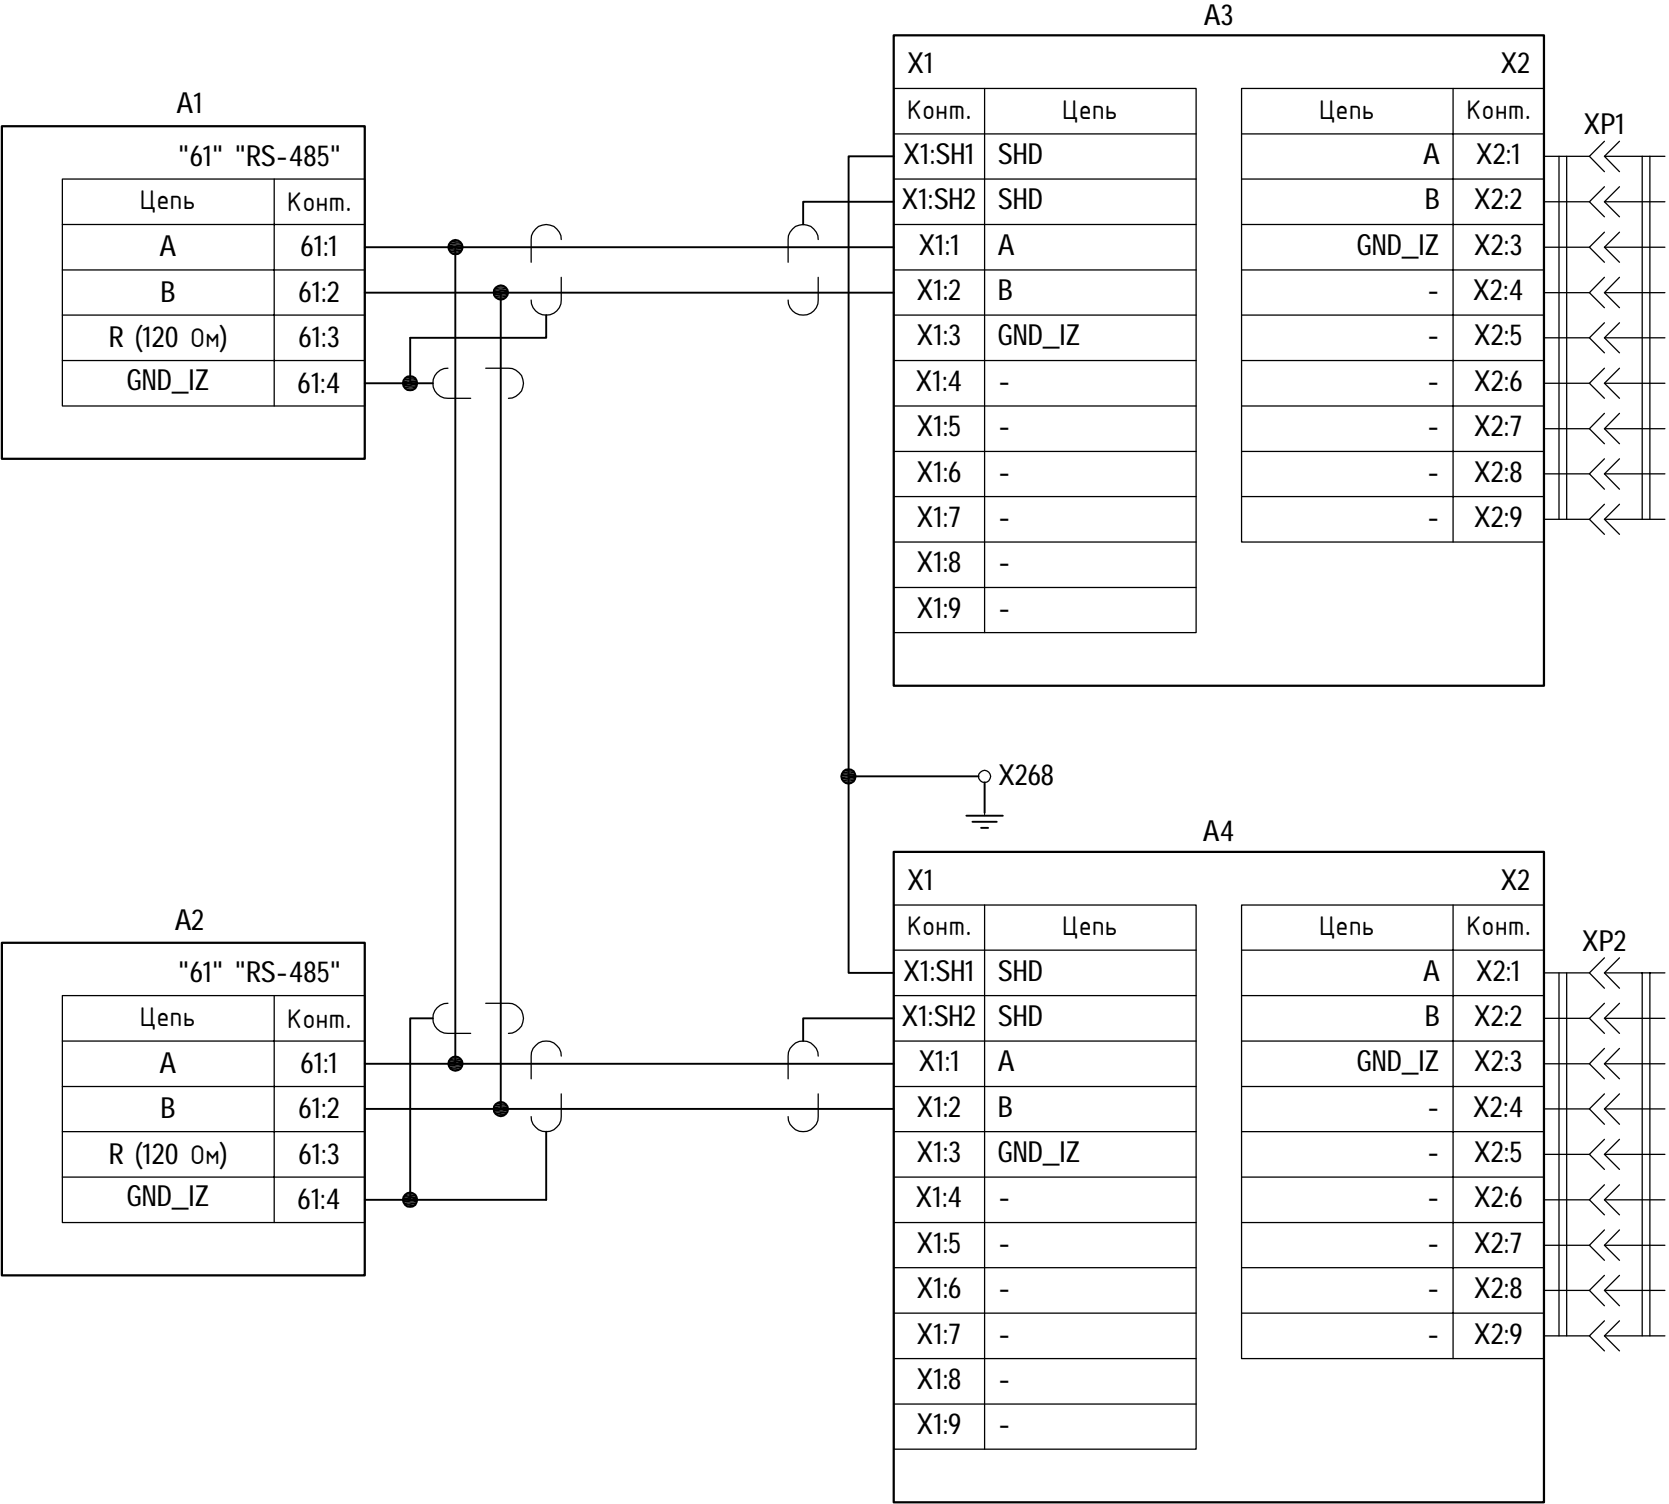 A3
X1 X2
Конт. Цепь Цепь Конт.
X1:SH1 SHD A X2:1
X1:SH2 SHD B X2:2
X1:1 A GND_IZ X2:3
X1:2 B - X2:4
X1:3 GND_IZ - X2:5
X1:4 - - X2:6
X1:5 - - X2:7
X1:6 - - X2:8
X1:7 - - X2:9
X1:8 -
X1:9 -
XP1
A1
"61" "RS-485"
Цепь Конт.
A 61:1
B 61:2
R (120 Ом) 61:3
GND_IZ 61:4
X268
A4
X1 X2
Конт. Цепь Цепь Конт.
X1:SH1 SHD A X2:1
X1:SH2 SHD B X2:2
X1:1 A GND_IZ X2:3
X1:2 B - X2:4
X1:3 GND_IZ - X2:5
X1:4 - - X2:6
X1:5 - - X2:7
X1:6 - - X2:8
X1:7 - - X2:9
X1:8 -
X1:9 -
XP2
A2
"61" "RS-485"
Цепь Конт.
A 61:1
B 61:2
R (120 Ом) 61:3
GND_IZ 61:4